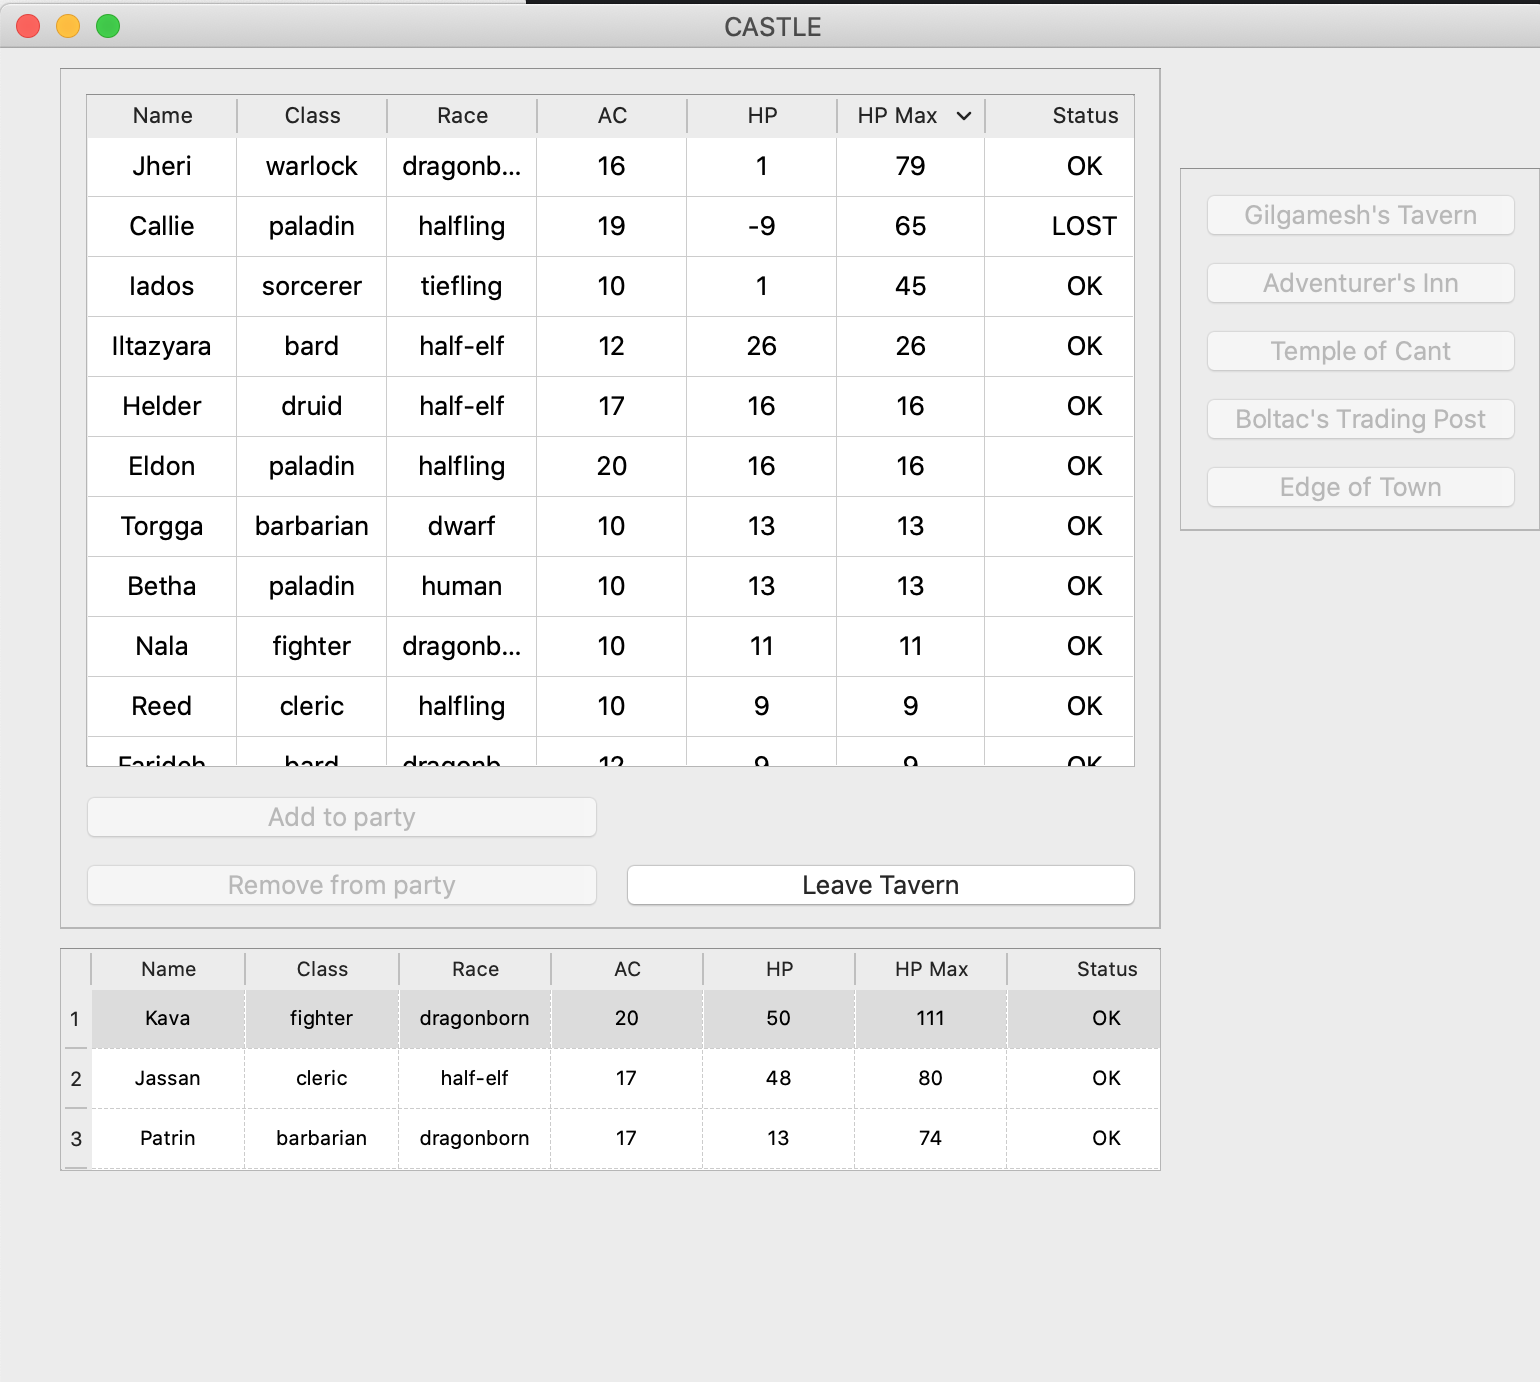 CASTLE
Name Class Race AC HP HP Max Status
Jheri warlock dragonb... 16 1 79 OK
Callie paladin halfling 19 -9 65 LOST
Iados sorcerer tiefling 10 1 45 OK
Iltazyara bard half-elf 12 26 26 OK
Helder druid half-elf 17 16 16 OK
Eldon paladin halfling 20 16 16 OK
Torgga barbarian dwarf 10 13 13 OK
Betha paladin human 10 13 13 OK
Nala fighter dragonb... 10 11 11 OK
Reed cleric halfling 10 9 9 OK
Farideh bard dragonb... 12 9 9 OK
Add to party
Remove from party Leave Tavern
Gilgamesh's Tavern
Adventurer's Inn
Temple of Cant
Boltac's Trading Post
Edge of Town
Name Class Race AC HP HP Max Status
1 Kava fighter dragonborn 20 50 111 OK
2 Jassan cleric half-elf 17 48 80 OK
3 Patrin barbarian dragonborn 17 13 74 OK